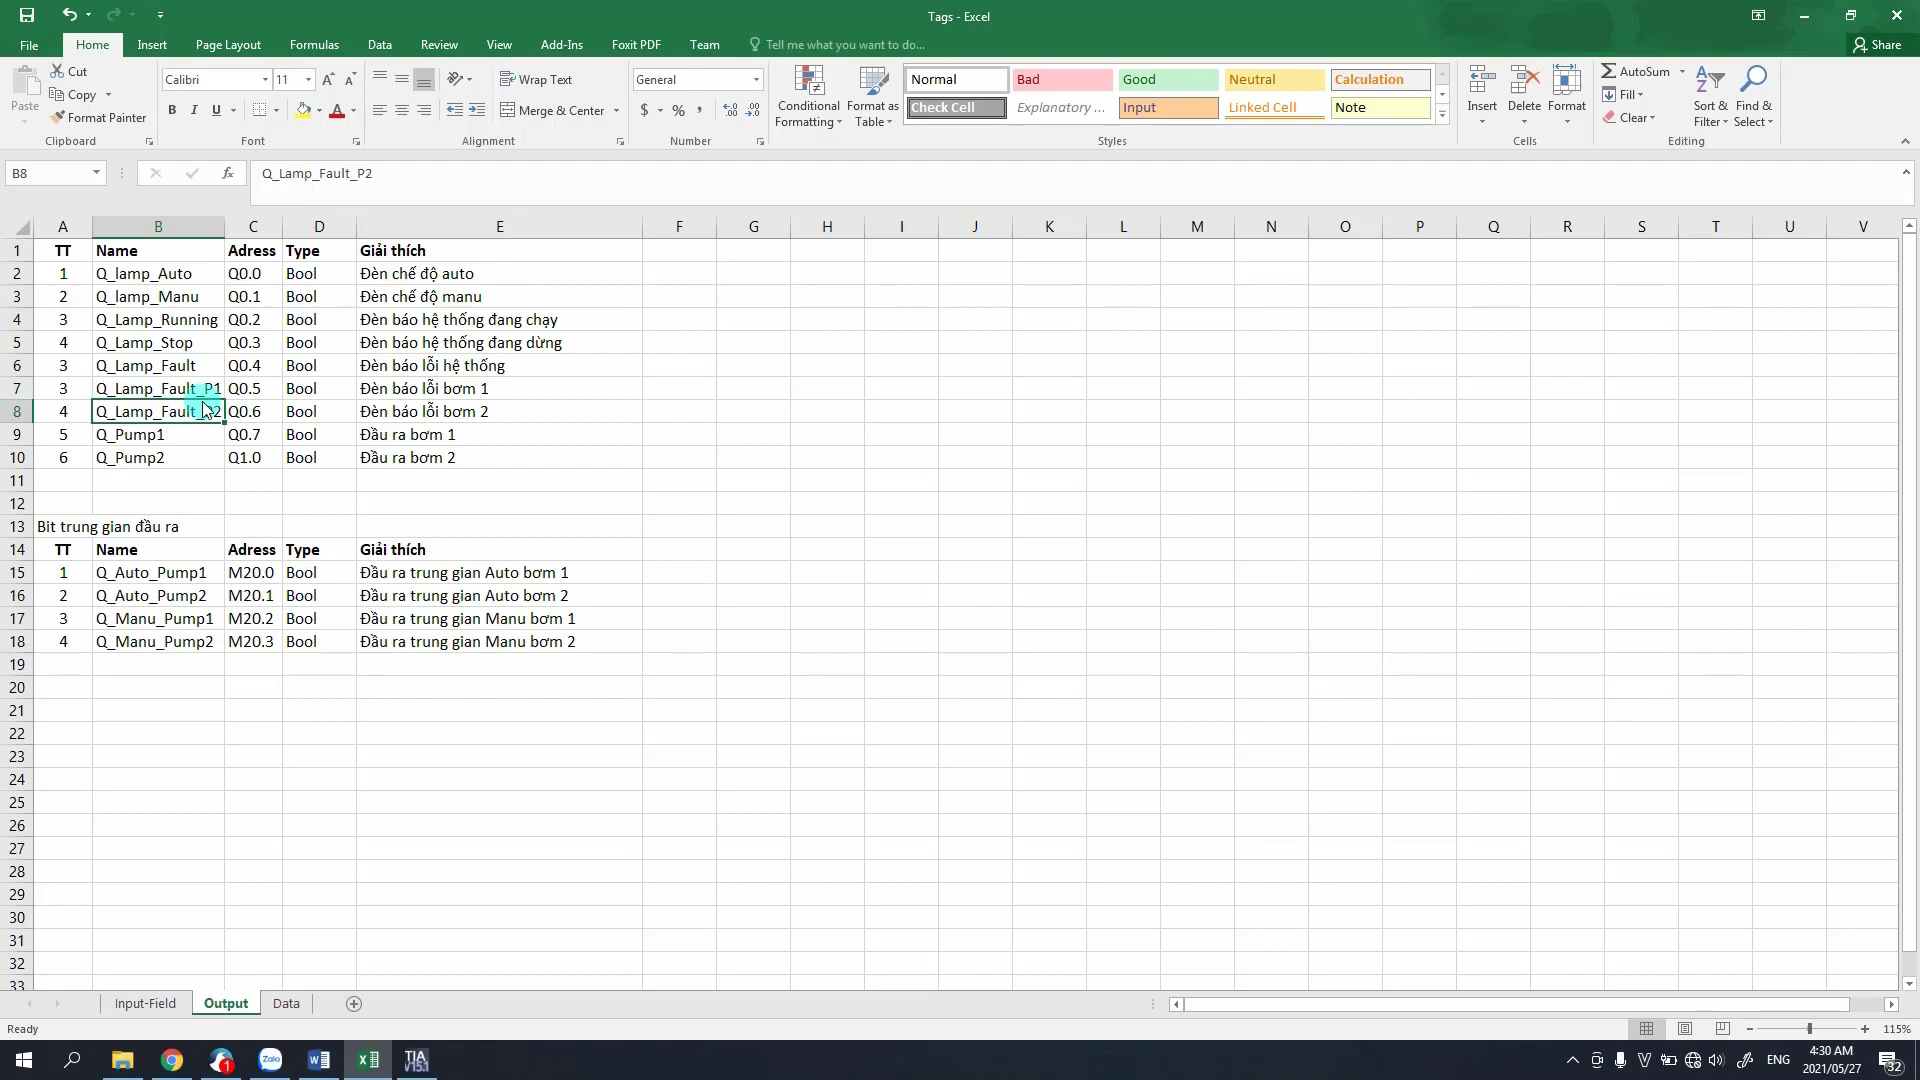 Tags - Excel
File Home Insert Page Layout Formulas Data Review View Add-Ins Foxit PDF Team Tell me what you want to do... Share
Paste Cut Copy Format Painter Clipboard
Calibri 11 A A B I U A Font
Wrap Text Merge & Center Alignment
General $ % , Number
Conditional Formatting Format as Table
Normal Bad Good Neutral Calculation
Check Cell Explanatory ... Input Linked Cell Note
Styles
Insert Delete Format Cells
AutoSum Fill Clear Sort & Filter Find & Select Editing
B8 fx Q_Lamp_Fault_P2
A B C D E F G H I J K L M N O P Q R S T U V
1 TT Name Adress Type Giải thích
2 1 Q_lamp_Auto Q0.0 Bool Đèn chế độ auto
3 2 Q_lamp_Manu Q0.1 Bool Đèn chế độ manu
4 3 Q_Lamp_Running Q0.2 Bool Đèn báo hệ thống đang chạy
5 4 Q_Lamp_Stop Q0.3 Bool Đèn báo hệ thống đang dừng
6 3 Q_Lamp_Fault Q0.4 Bool Đèn báo lỗi hệ thống
7 3 Q_Lamp_Fault_P1 Q0.5 Bool Đèn báo lỗi bơm 1
8 4 Q_Lamp_Fault_P2 Q0.6 Bool Đèn báo lỗi bơm 2
9 5 Q_Pump1 Q0.7 Bool Đầu ra bơm 1
10 6 Q_Pump2 Q1.0 Bool Đầu ra bơm 2
11
12
13 Bit trung gian đầu ra
14 TT Name Adress Type Giải thích
15 1 Q_Auto_Pump1 M20.0 Bool Đầu ra trung gian Auto bơm 1
16 2 Q_Auto_Pump2 M20.1 Bool Đầu ra trung gian Auto bơm 2
17 3 Q_Manu_Pump1 M20.2 Bool Đầu ra trung gian Manu bơm 1
18 4 Q_Manu_Pump2 M20.3 Bool Đầu ra trung gian Manu bơm 2
19
20
21
22
23
24
25
26
27
28
29
30
31
32
33
Input-Field Output Data
Ready 115%
1 Zalo TIA V15.1 ENG 4:30 AM
2021/05/27 32